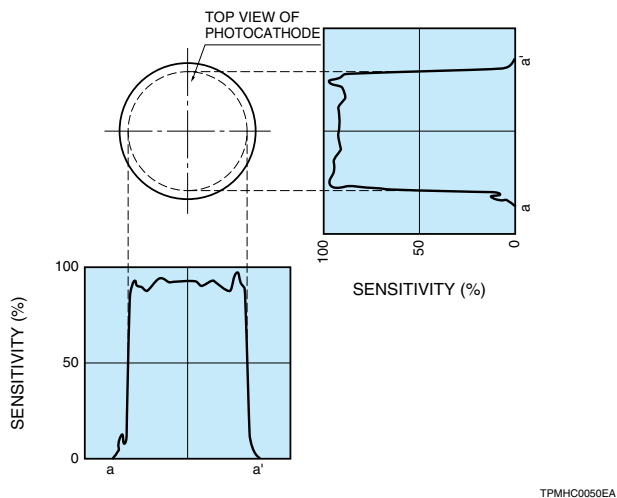 TOP VIEW OF
PHOTOCATHODE
a'
a
100
50
0
SENSITIVITY (%)
100
50
0
SENSITIVITY (%)
a
a'
TPMHC0050EA